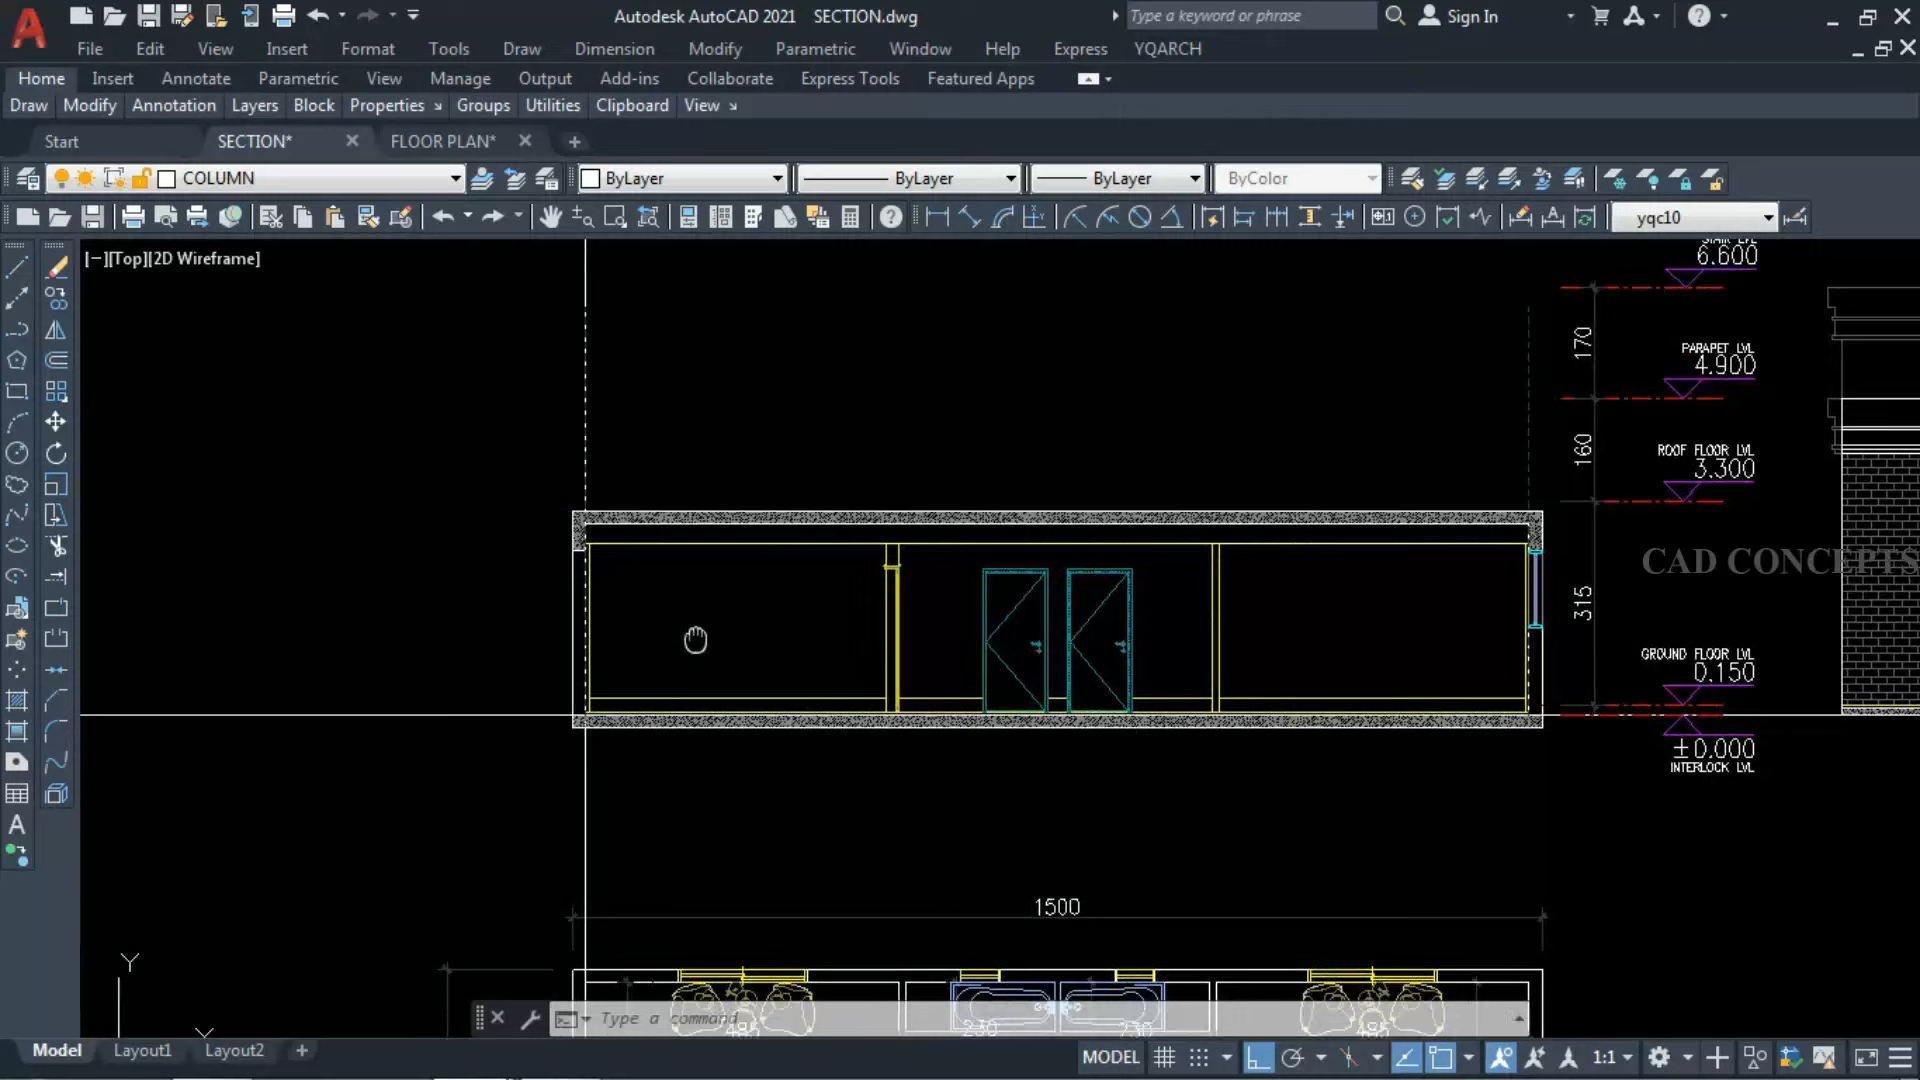 Autodesk AutoCAD 2021 SECTION.dwg
Type a keyword or phrase
Sign In
File Edit View Insert Format Tools Draw Dimension Modify Parametric Window Help Express YQARCH
Home Insert Annotate Parametric View Manage Output Add-ins Collaborate Express Tools Featured Apps
Draw Modify Annotation Layers Block Properties Groups Utilities Clipboard View
Start SECTION* FLOOR PLAN*
COLUMN ByLayer ByLayer ByLayer ByColor
yqc10
[−][Top][2D Wireframe]
STAIR LVL
6.600
170
PARAPET LVL
4.900
160
ROOF FLOOR LVL
3.300
CAD CONCEPTS
315
GROUND FLOOR LVL
0.150
±0.000
INTERLOCK LVL
1500
Y
Type a command
Model Layout1 Layout2
MODEL 1:1